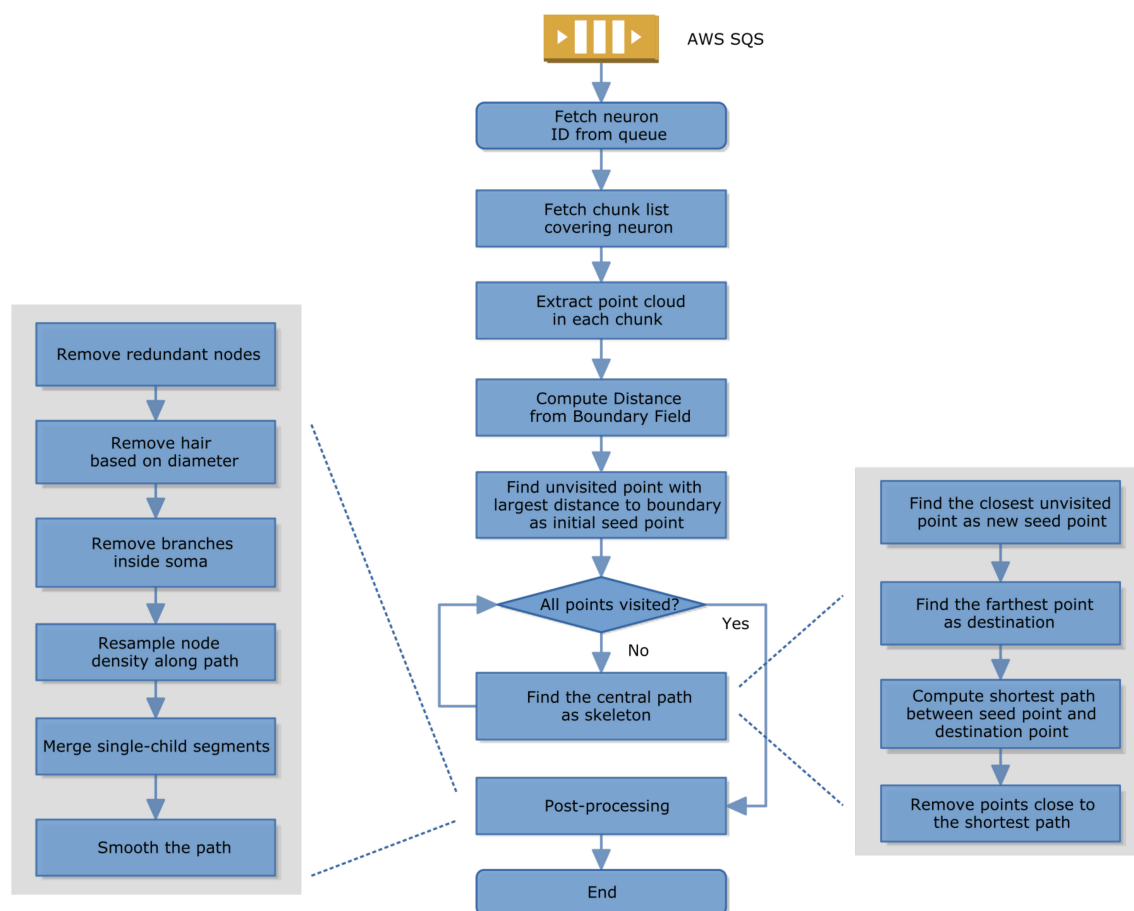 AWS SQS
Fetch neuron
ID from queue
Fetch chunk list
covering neuron
Extract point cloud
in each chunk
Compute Distance
from Boundary Field
Find unvisited point with
largest distance to boundary
as initial seed point
All points visited?
Yes
No
Find the central path
as skeleton
Post-processing
End
Remove redundant nodes
Remove hair
based on diameter
Remove branches
inside soma
Resample node
density along path
Merge single-child segments
Smooth the path
Find the closest unvisited
point as new seed point
Find the farthest point
as destination
Compute shortest path
between seed point and
destination point
Remove points close to
the shortest path